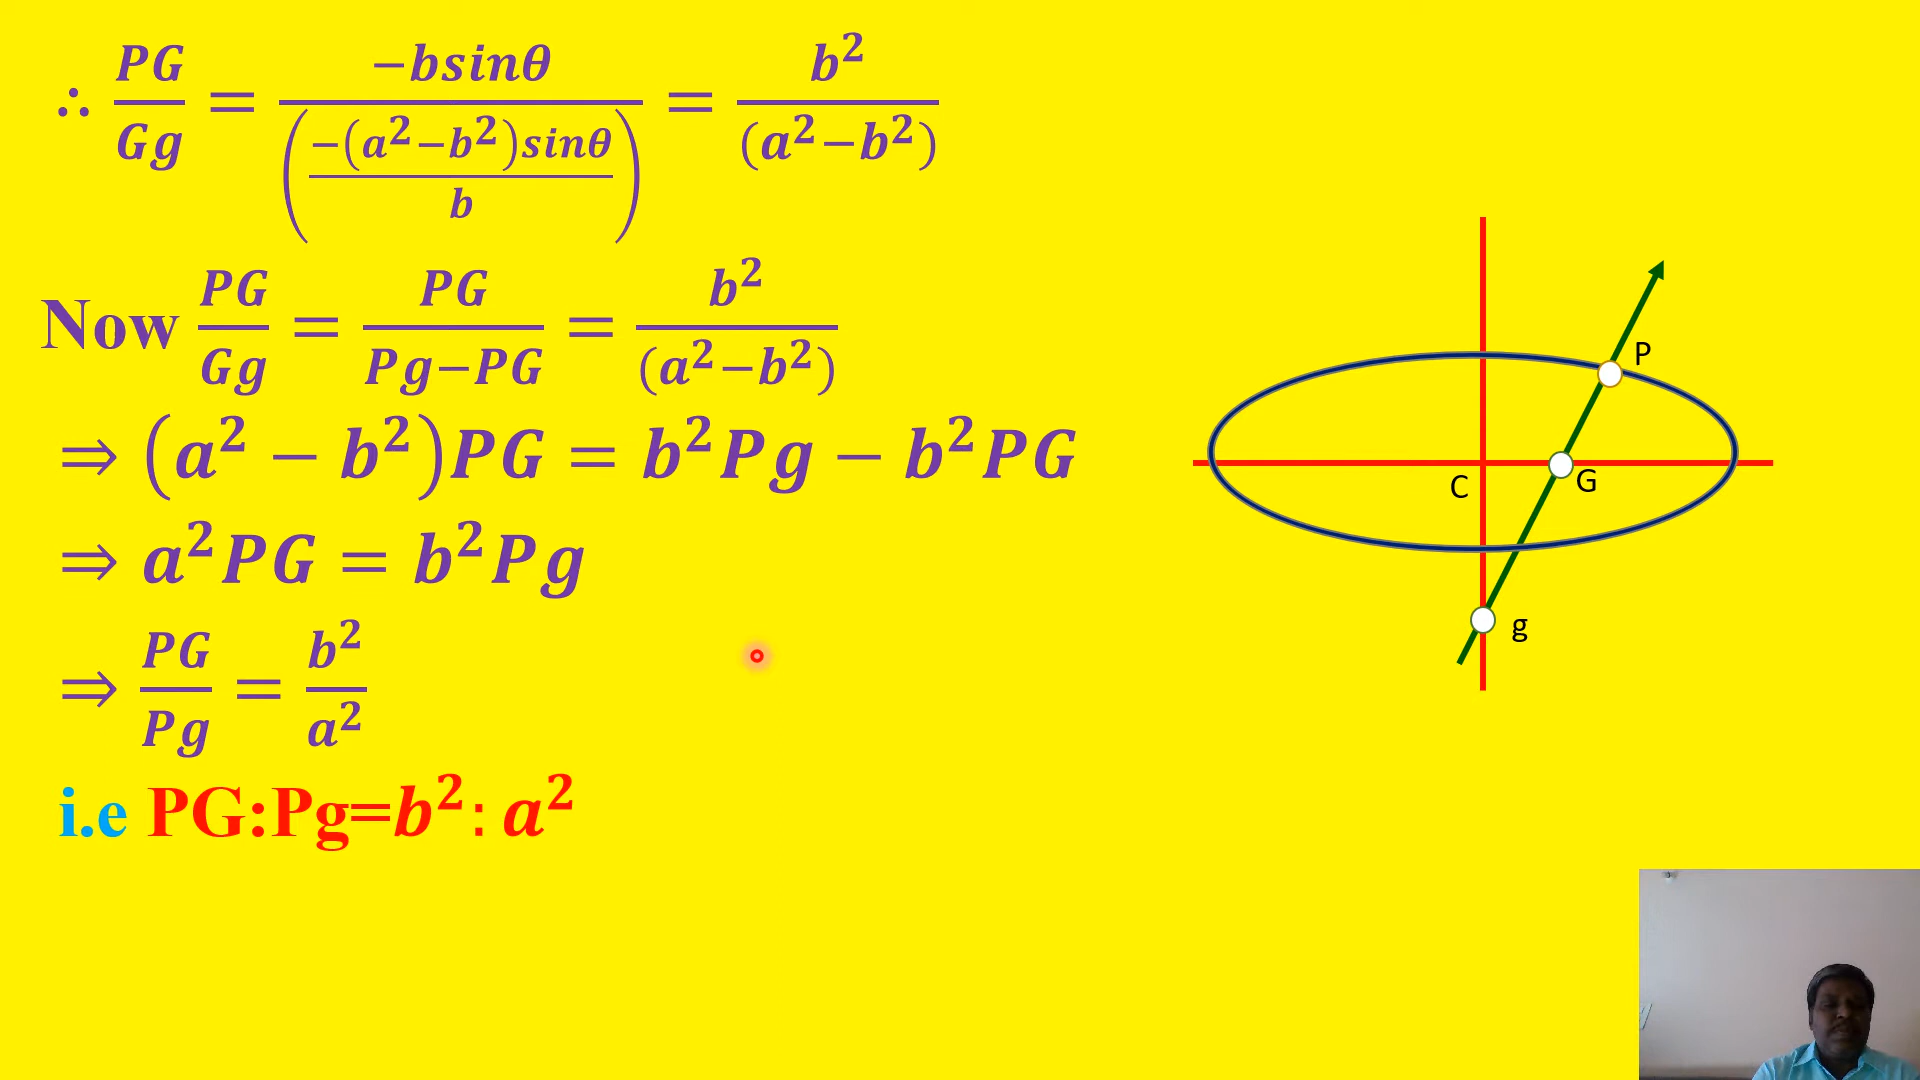 ∴ PG/Gg = −bsinθ/(−(a²−b²)sinθ/b) = b²/(a²−b²)
Now PG/Gg = PG/(Pg−PG) = b²/(a²−b²)
⇒ (a² − b²)PG = b²Pg − b²PG
⇒ a²PG = b²Pg
⇒ PG/Pg = b²/a²
i.e PG:Pg=b²: a²
P
C
G
g